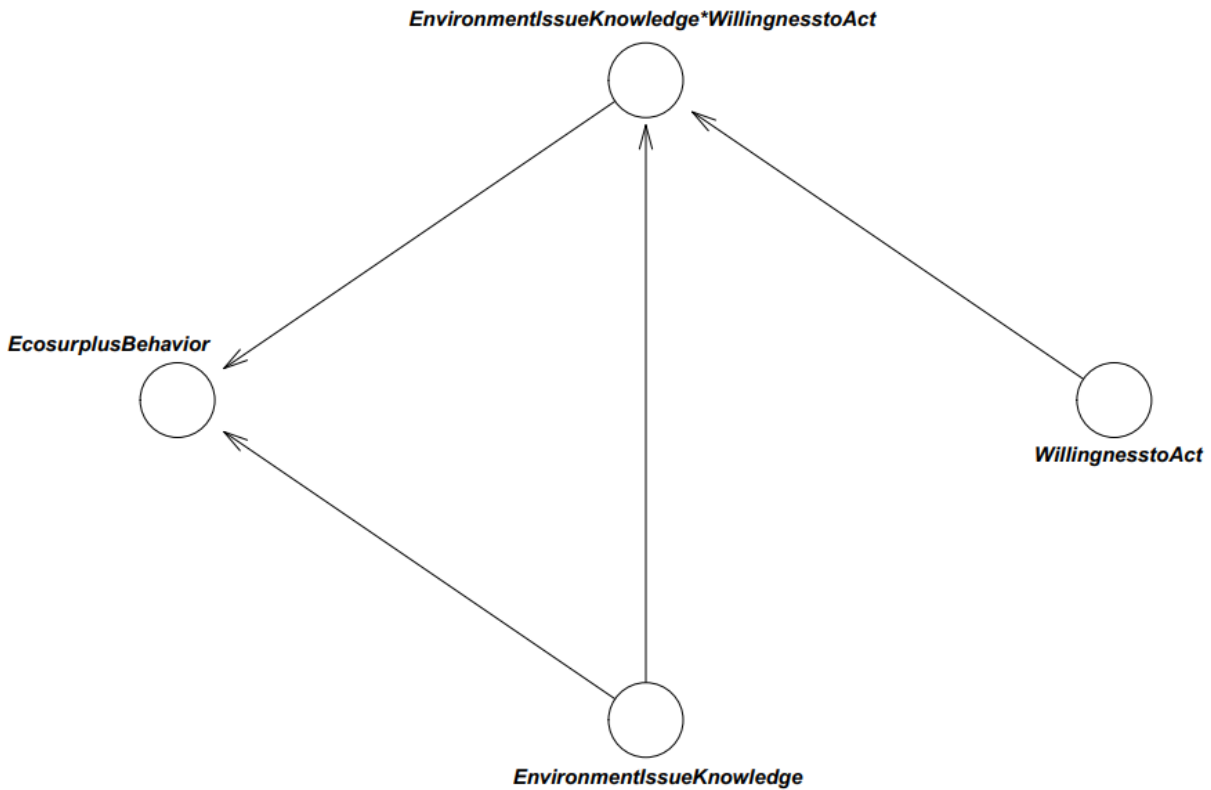 EnvironmentIssueKnowledge*WillingnesstoAct
EcosurplusBehavior
WillingnesstoAct
EnvironmentIssueKnowledge